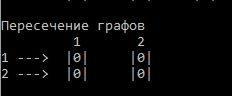 Пересечение графов
1 2
1 ---> |0| |0|
2 ---> |0| |0|